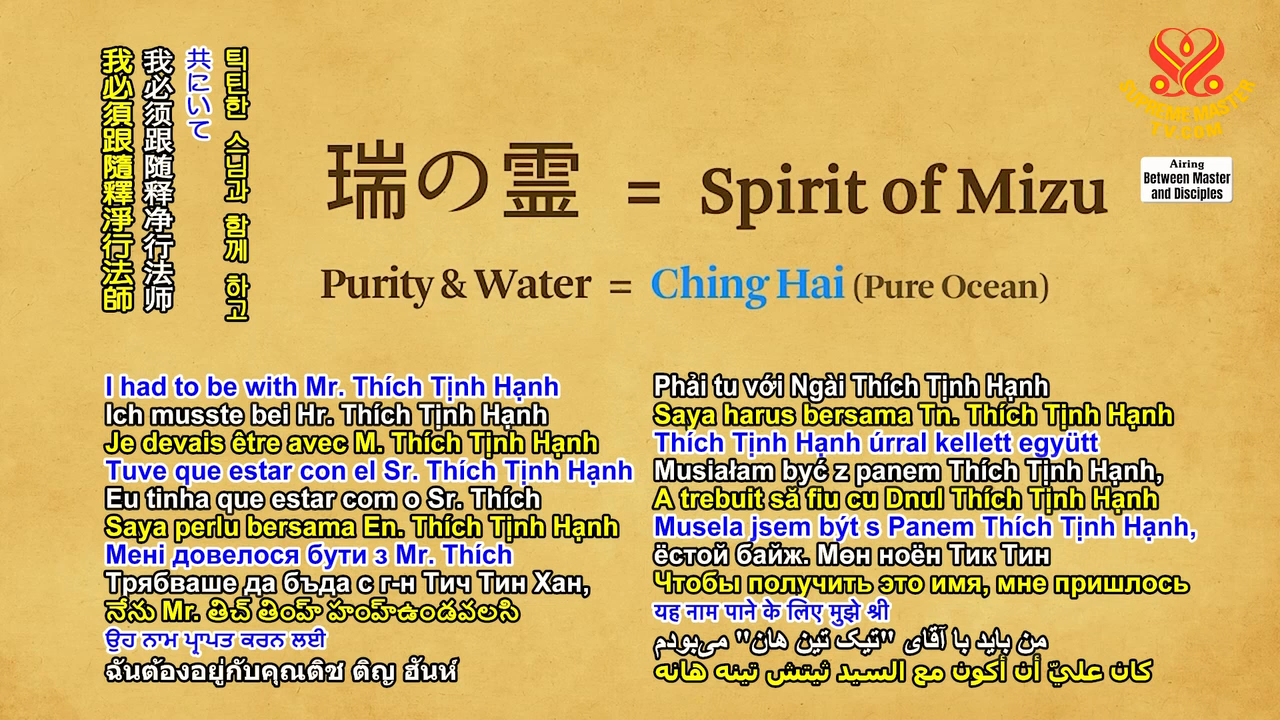 我必須跟隨釋淨行法師
我必须跟随释净行法师
共にいて
틱틴한 스님과 함께 하고
SUPREME MASTER
TV.COM
Airing
Between Master
and Disciples
瑞の霊 = Spirit of Mizu
Purity & Water = Ching Hai (Pure Ocean)
I had to be with Mr. Thích Tịnh Hạnh
Ich musste bei Hr. Thích Tịnh Hạnh
Je devais être avec M. Thích Tịnh Hạnh
Tuve que estar con el Sr. Thích Tịnh Hạnh
Eu tinha que estar com o Sr. Thích
Saya perlu bersama En. Thích Tịnh Hạnh
Мені довелося бути з Mr. Thích
Трябваше да бъда с г-н Тич Тин Хан,
నేను Mr. తిచ్ తింహ్ హంహ్‌ఉండవలసి
ਉਹ ਨਾਮ ਪ੍ਰਾਪਤ ਕਰਨ ਲਈ
ฉันต้องอยู่กับคุณติช ติญ ฮันห์
Phải tu với Ngài Thích Tịnh Hạnh
Saya harus bersama Tn. Thích Tịnh Hạnh
Thích Tịnh Hạnh úrral kellett együtt
Musiałam być z panem Thích Tịnh Hạnh,
A trebuit să fiu cu Dnul Thích Tịnh Hạnh
Musela jsem být s Panem Thích Tịnh Hạnh,
ёстой байж. Мөн ноён Тик Тин
Чтобы получить это имя, мне пришлось
यह नाम पाने के लिए मुझे श्री
من باید با آقای "تیک تین هان" می‌بودم
كان عليّ أن أكون مع السيد ثيتش تينه هانه